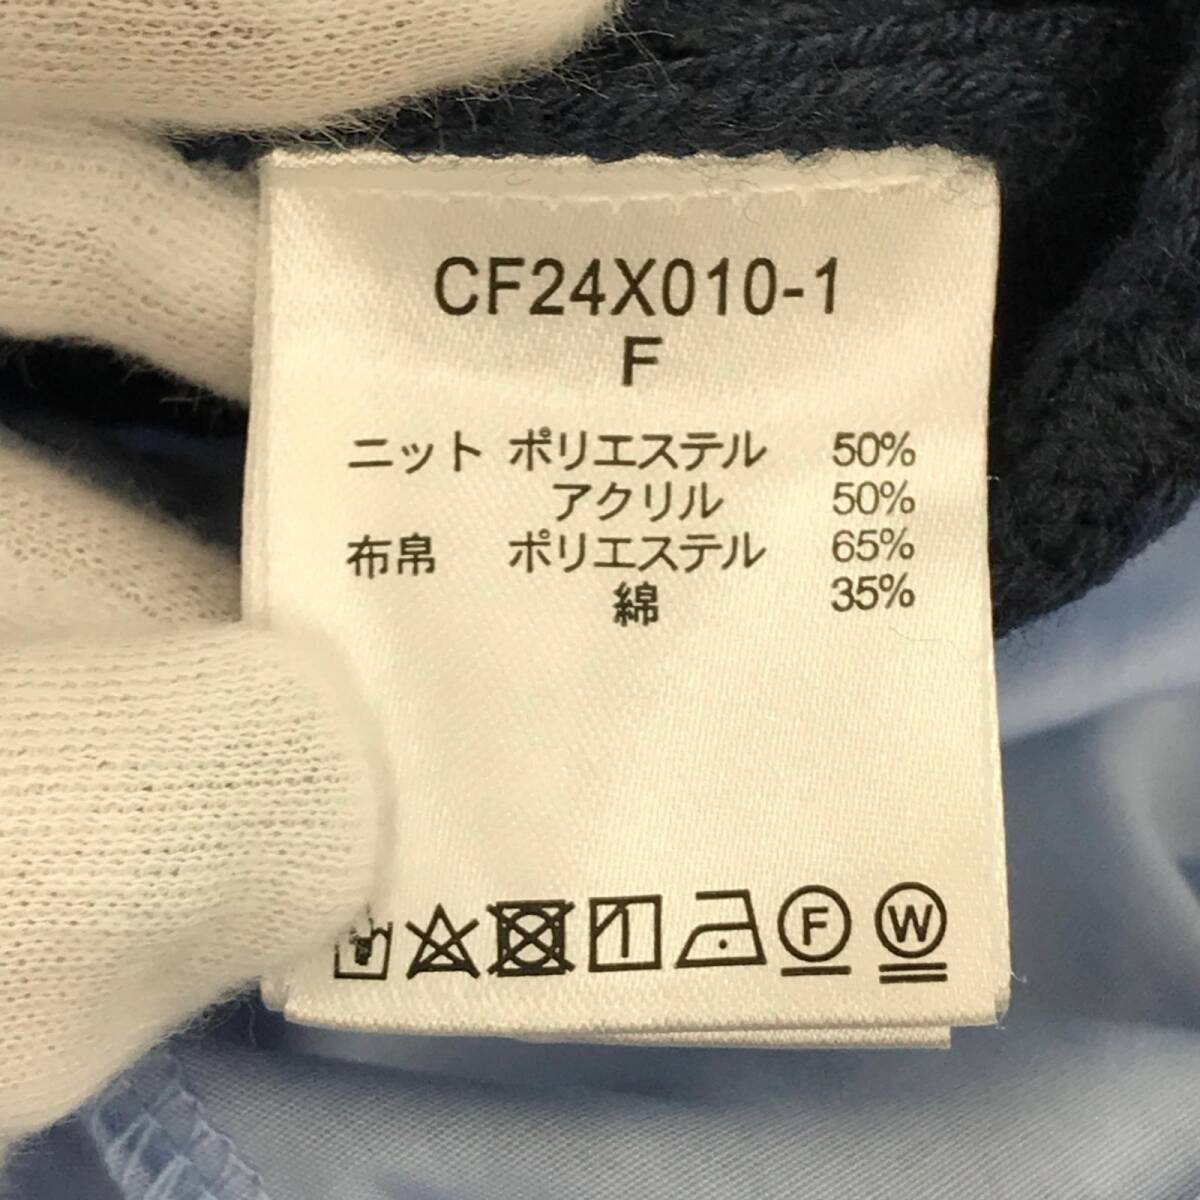 CF24X010-1
F
ニット ポリエステル 50%
アクリル 50%
布帛 ポリエステル 65%
綿 35%
F W